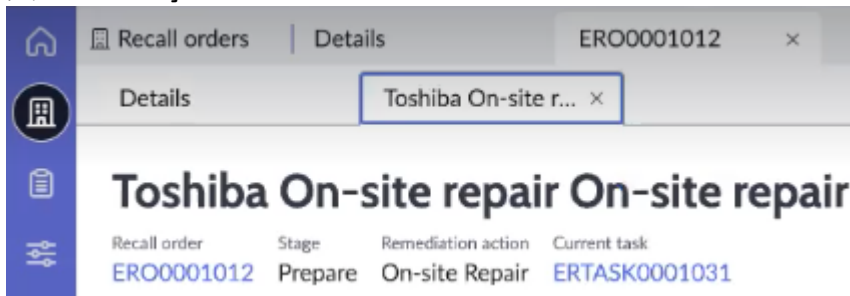 Recall orders Details ERO0001012 ×
Details Toshiba On-site r... ×
Toshiba On-site repair On-site repair
Recall order Stage Remediation action Current task
ERO0001012 Prepare On-site Repair ERTASK0001031